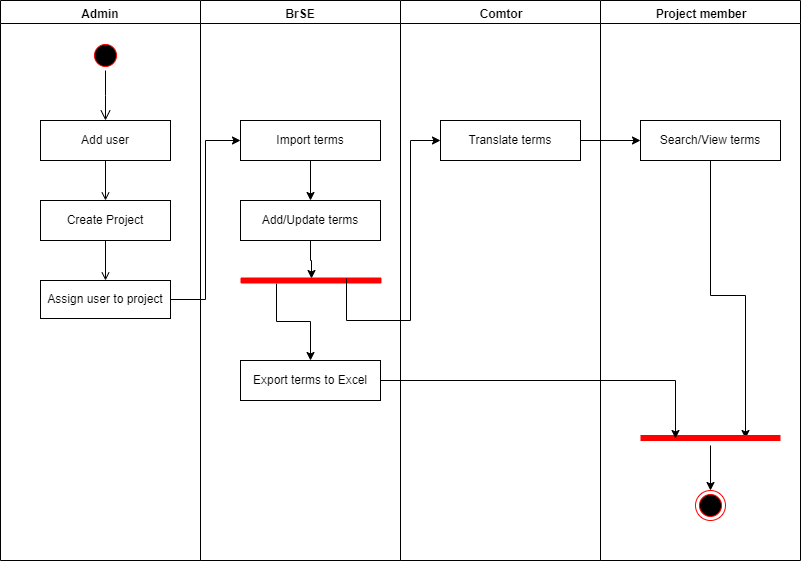 Admin
BrSE
Comtor
Project member
Add user
Import terms
Translate terms
Search/View terms
Create Project
Add/Update terms
Assign user to project
Export terms to Excel